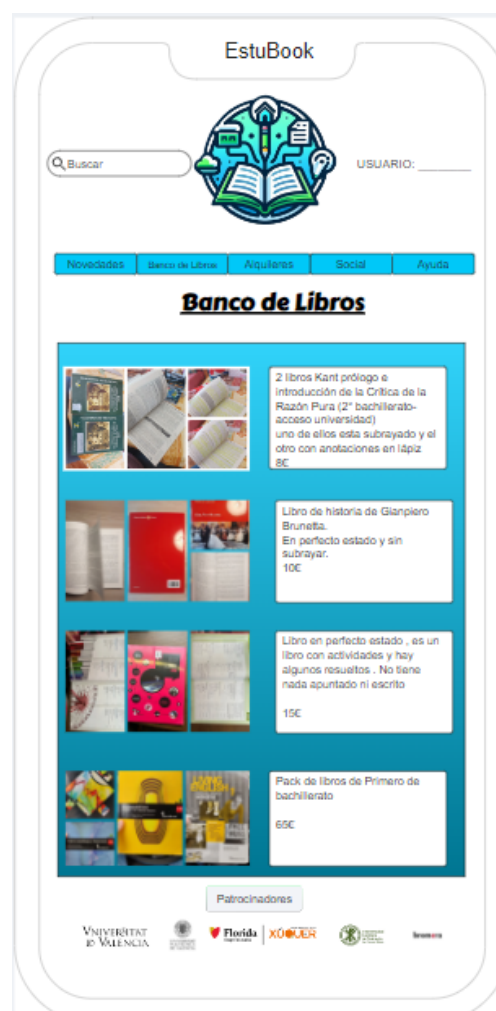 EstuBook
Buscar
USUARIO: ________
Novedades
Banco de Libros
Alquileres
Social
Ayuda
Banco de Libros
2 libros Kant prólogo e
introducción de la Crítica de la
Razón Pura (2° bachillerato-
acceso universidad)
uno de ellos esta subrayado y el
otro con anotaciones en lápiz
8€
Libro de historia de Gianpiero
Brunetta.
En perfecto estado y sin
subrayar.
10€
Libro en perfecto estado , es un
libro con actividades y hay
algunos resueltos . No tiene
nada apuntado ni escrito
15€
LIVING
ENGLISH
Pack de libros de Primero de
bachillerato
65€
Patrocinadores
VNIVERSITAT
ID VALÈNCIA
Florida
XÚQUER